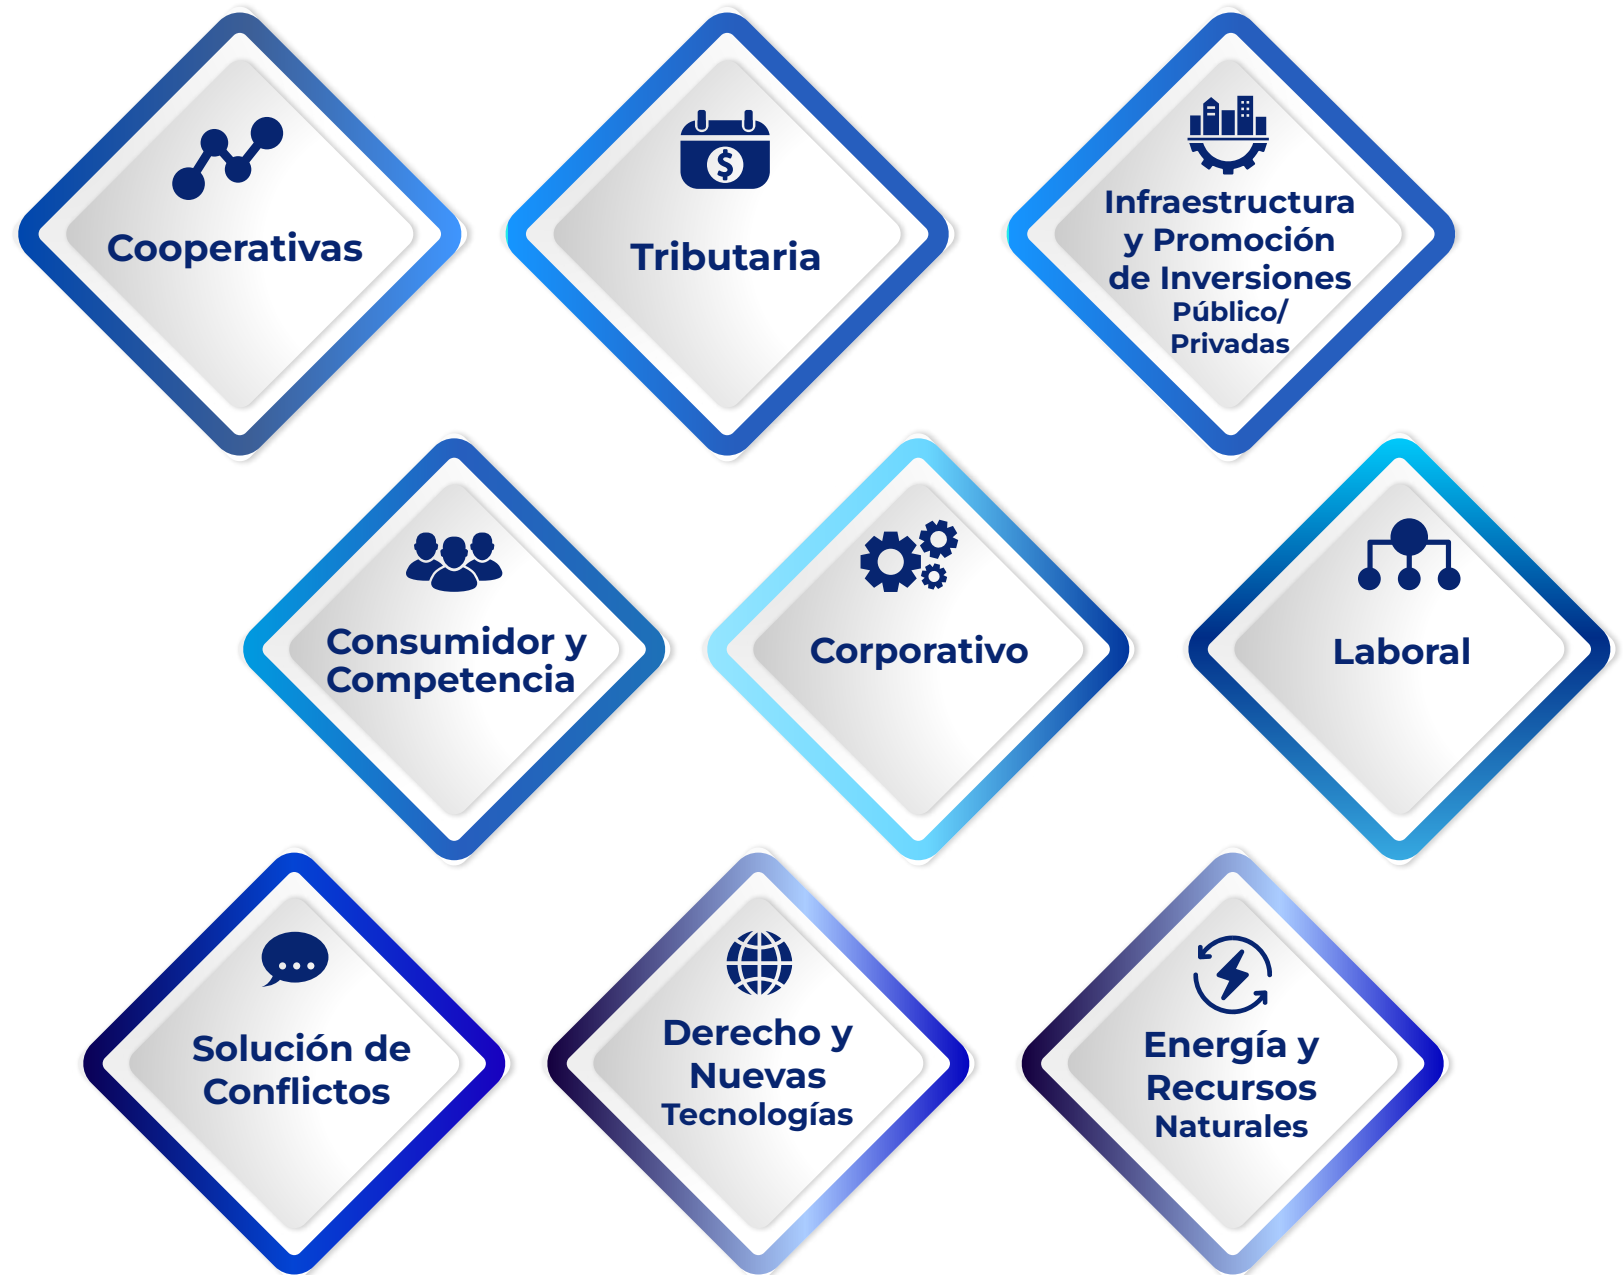 Cooperativas
$
Tributaria
Infraestructura
y Promoción
de Inversiones
Público/
Privadas
Consumidor y
Competencia
Corporativo
Laboral
Solución de
Conflictos
Derecho y
Nuevas
Tecnologías
Energía y
Recursos
Naturales